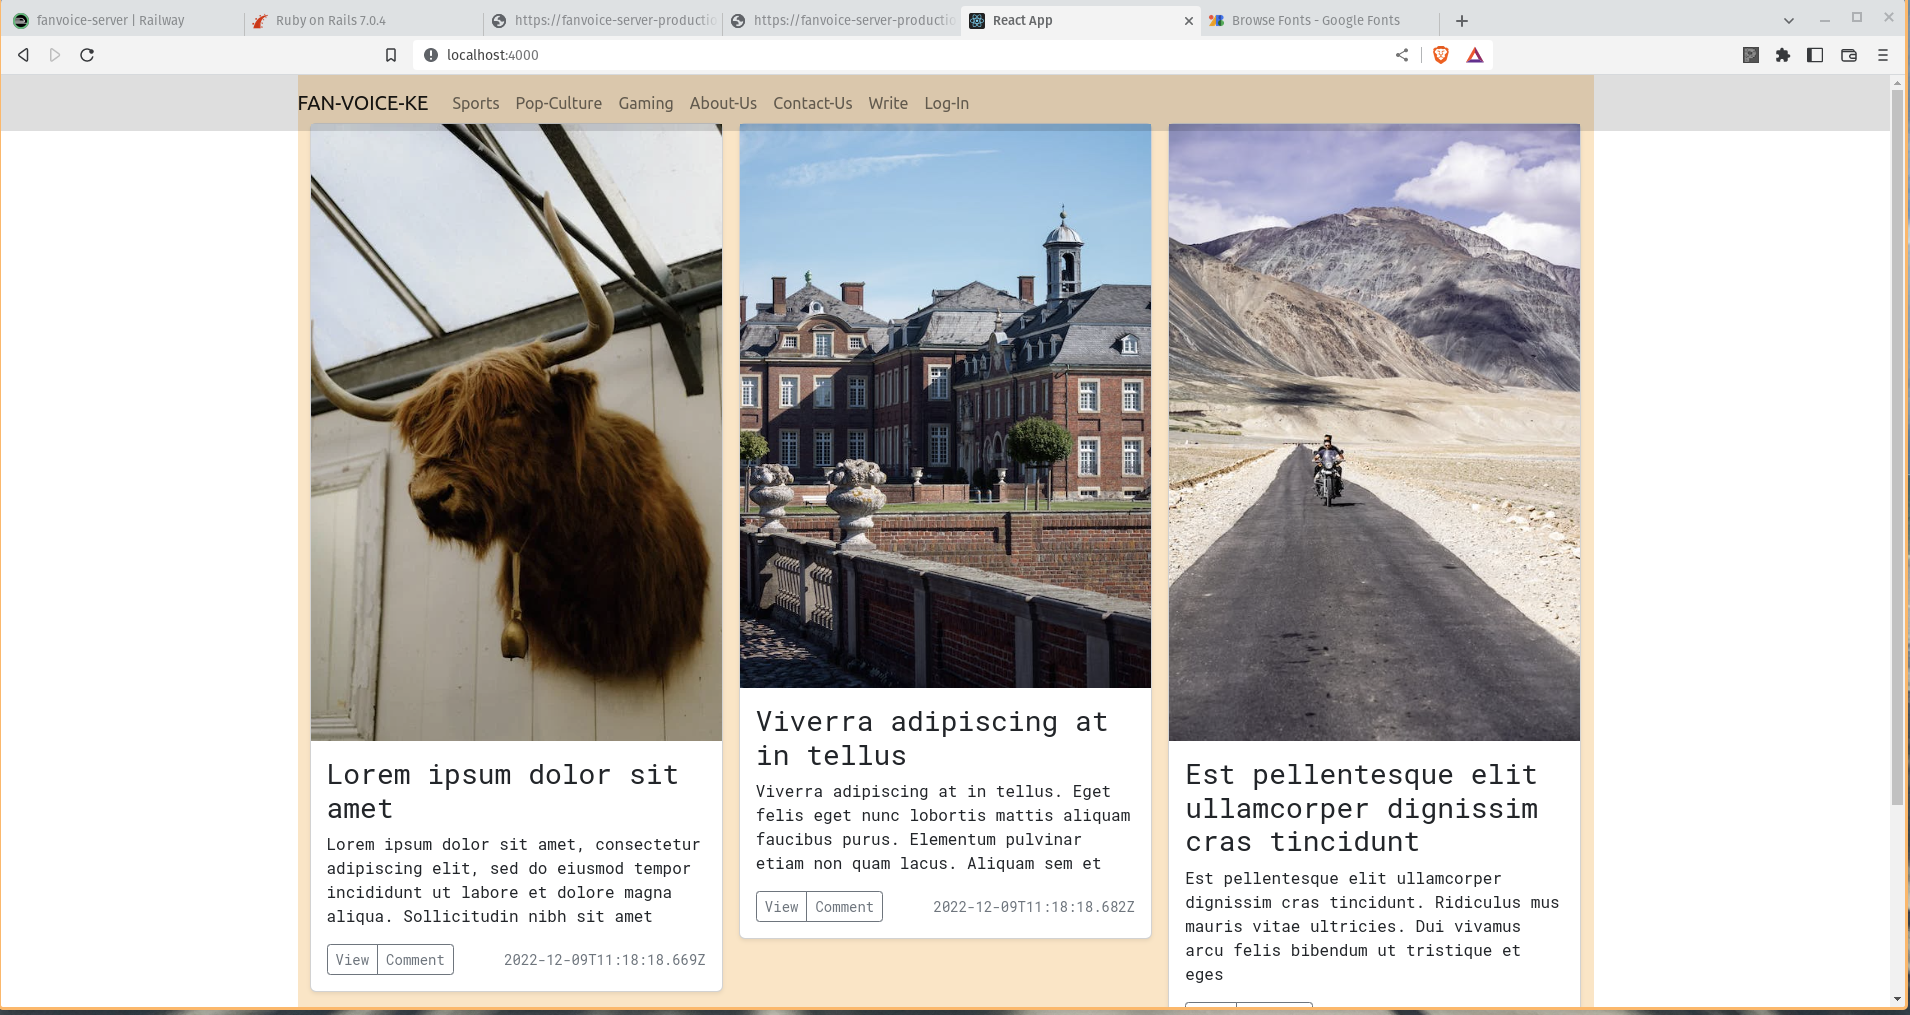 fanvoice-server | Railway
Ruby on Rails 7.0.4
https://fanvoice-server-productio
https://fanvoice-server-productio
React App
Browse Fonts - Google Fonts
localhost:4000
FAN-VOICE-KE Sports Pop-Culture Gaming About-Us Contact-Us Write Log-In
Lorem ipsum dolor sit
amet
Lorem ipsum dolor sit amet, consectetur
adipiscing elit, sed do eiusmod tempor
incididunt ut labore et dolore magna
aliqua. Sollicitudin nibh sit amet
View Comment 2022-12-09T11:18:18.669Z
Viverra adipiscing at
in tellus
Viverra adipiscing at in tellus. Eget
felis eget nunc lobortis mattis aliquam
faucibus purus. Elementum pulvinar
etiam non quam lacus. Aliquam sem et
View Comment 2022-12-09T11:18:18.682Z
Est pellentesque elit
ullamcorper dignissim
cras tincidunt
Est pellentesque elit ullamcorper
dignissim cras tincidunt. Ridiculus mus
mauris vitae ultricies. Dui vivamus
arcu felis bibendum ut tristique et
eges